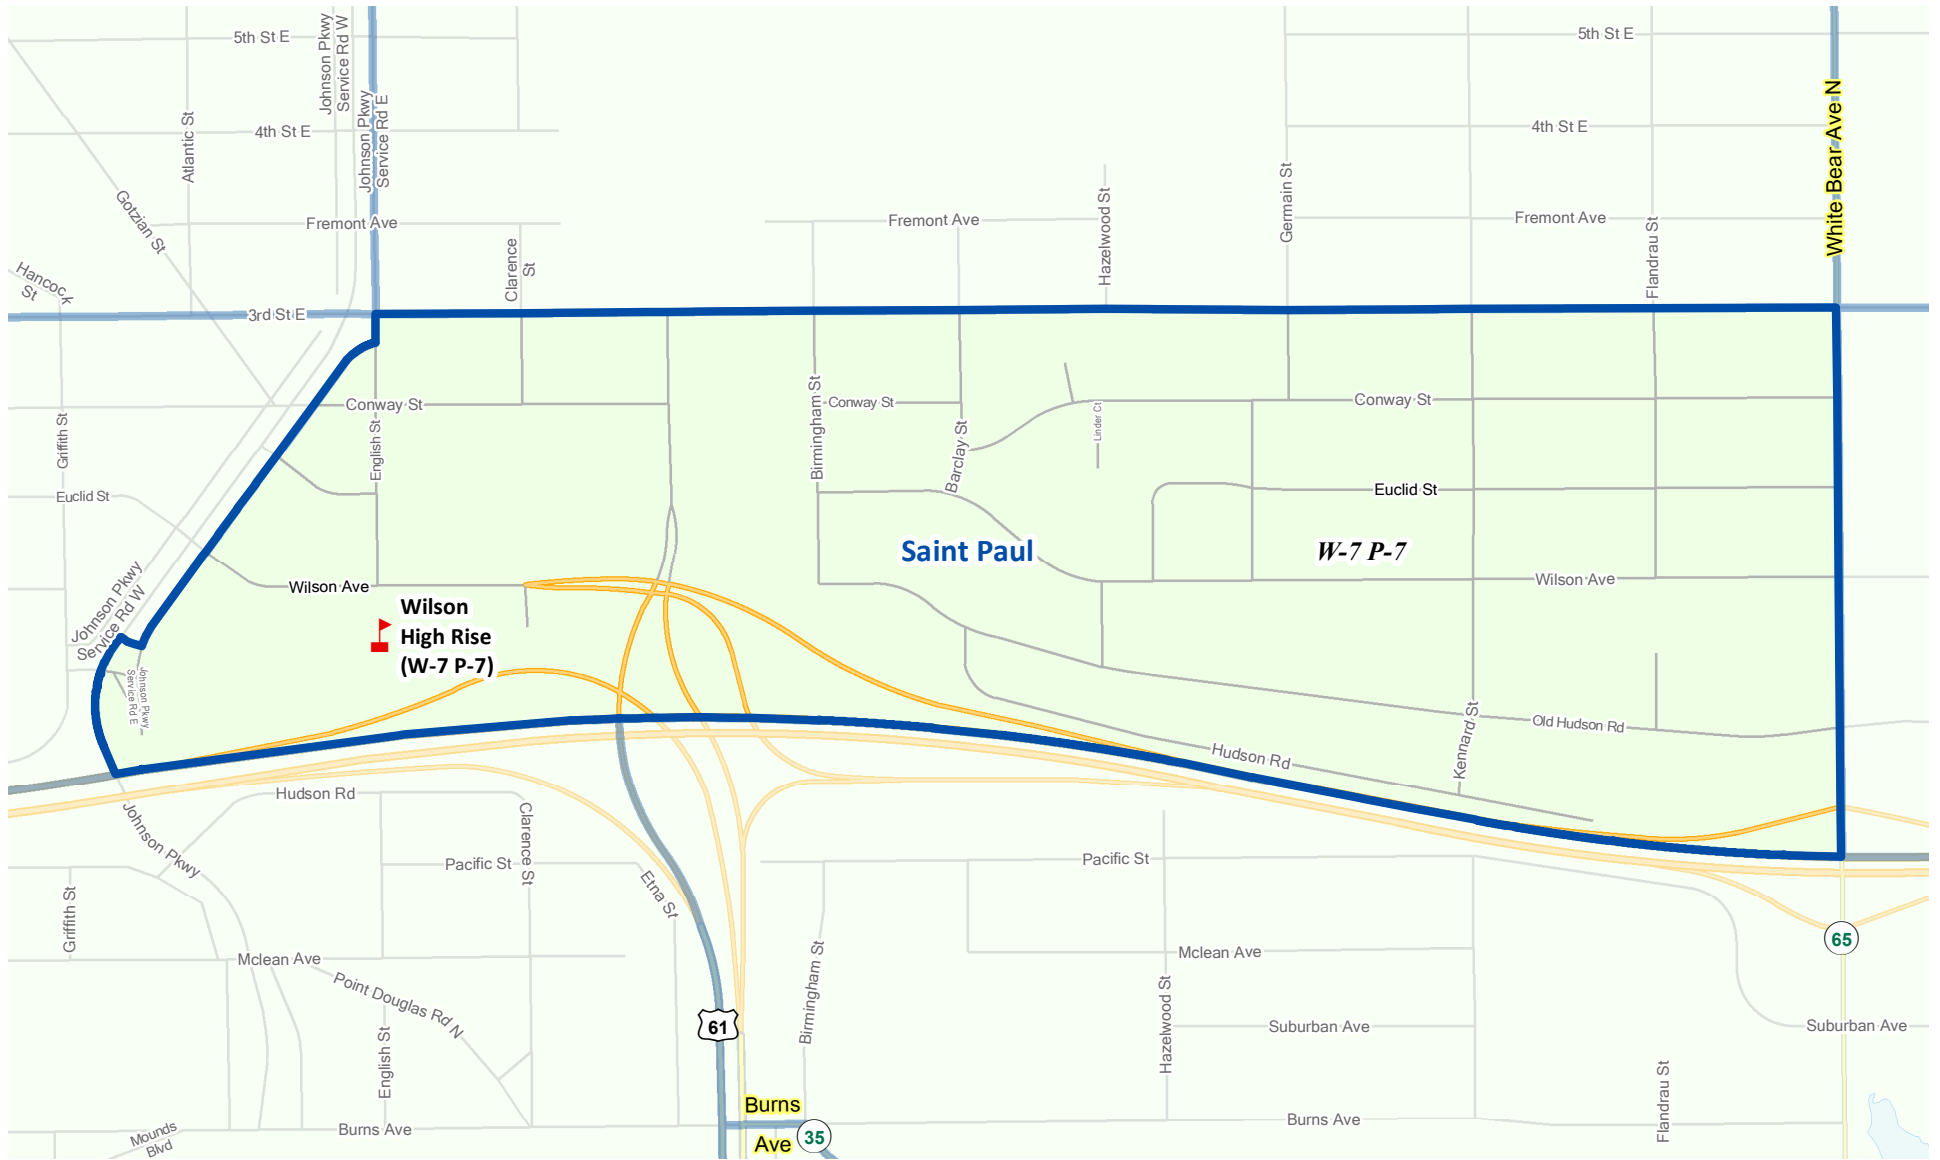 5th St E
5th St E
Johnson Pkwy
Service Rd W
Johnson Pkwy
Service Rd E
White Bear Ave N
Atlantic St
4th St E
4th St E
Gotzian St
Fremont Ave
Fremont Ave
Fremont Ave
Hazelwood St
Germain St
Flandrau St
Clarence
St
Hancock
St
3rd St E
Conway St
Conway St
Conway St
Griffith St
English St
Birmingham St
Barclay St
Linder Ct
Euclid St
Euclid St
Saint Paul
W-7 P-7
Wilson Ave
Wilson Ave
Johnson Pkwy
Service Rd W
Wilson
High Rise
(W-7 P-7)
Johnson Pkwy
Service Rd E
Old Hudson Rd
Kennard St
Hudson Rd
Hudson Rd
Johnson Pkwy
Clarence St
Pacific St
Pacific St
Etna St
Griffith St
65
Mclean Ave
Mclean Ave
Point Douglas Rd N
Birmingham St
Hazelwood St
61
Suburban Ave
Suburban Ave
English St
Flandrau St
Burns
Ave
35
Burns Ave
Burns Ave
Mounds
Blvd